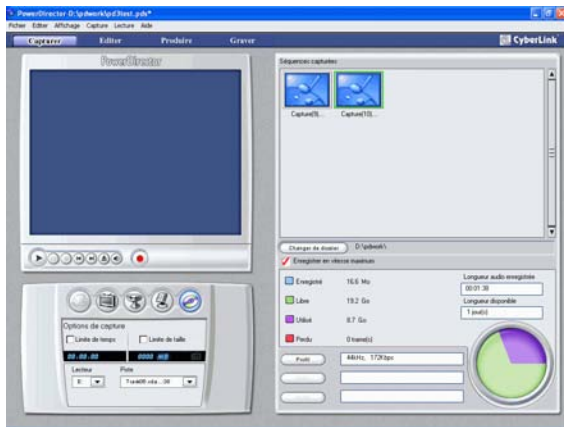 PowerDirector D:\pdwork\pd3test.pds*
Fichier Editer Affichage Capture Lecture Aide
Capturer Editer Produire Graver CyberLink
PowerDirector
Séquences capturées
Capture(9)... Capture(10)...
Changer de dossier D:\pdwork\
Enregistrer en vitesse maximum
Enregistré 16.6 Mo
Longueur audio enregistrée
00:01:38
Libre 19.2 Go
Longueur disponible
1 jour(s)
Utilisé 8.7 Go
Perdu 0 trame(s)
Profil 44kHz, 172Kbps
Options de capture
Limite de temps Limite de taille
00:00:00 0000 MB
Lecteur Piste
E: